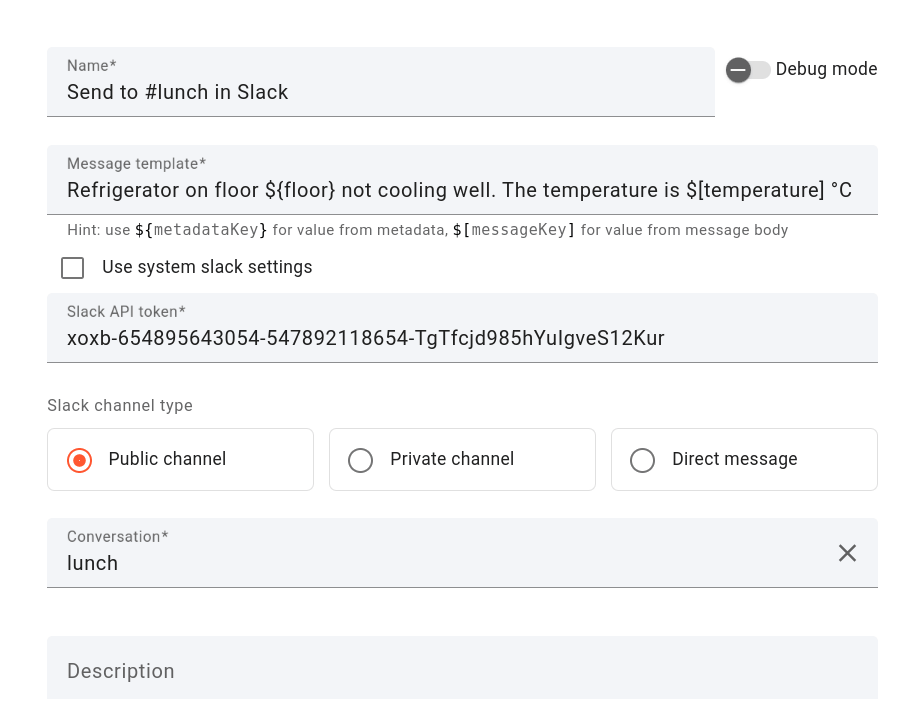 Name*
Send to #lunch in Slack
Debug mode
Message template*
Refrigerator on floor ${floor} not cooling well. The temperature is $[temperature] °C
Hint: use ${metadataKey} for value from metadata, $[messageKey] for value from message body
Use system slack settings
Slack API token*
xoxb-654895643054-547892118654-TgTfcjd985hYuIgveS12Kur
Slack channel type
Public channel
Private channel
Direct message
Conversation*
lunch
Description